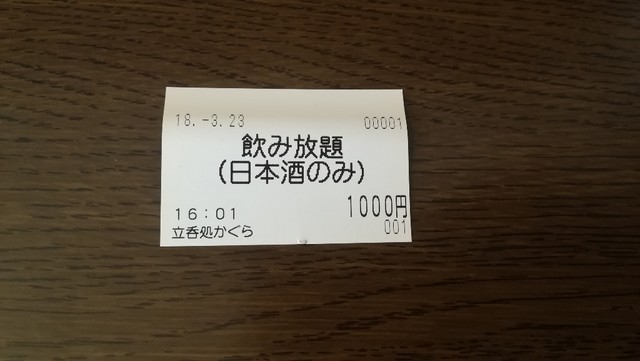 18.-3.23 00001
飲み放題
(日本酒のみ)
1000円
16:01
001
立呑処かぐら